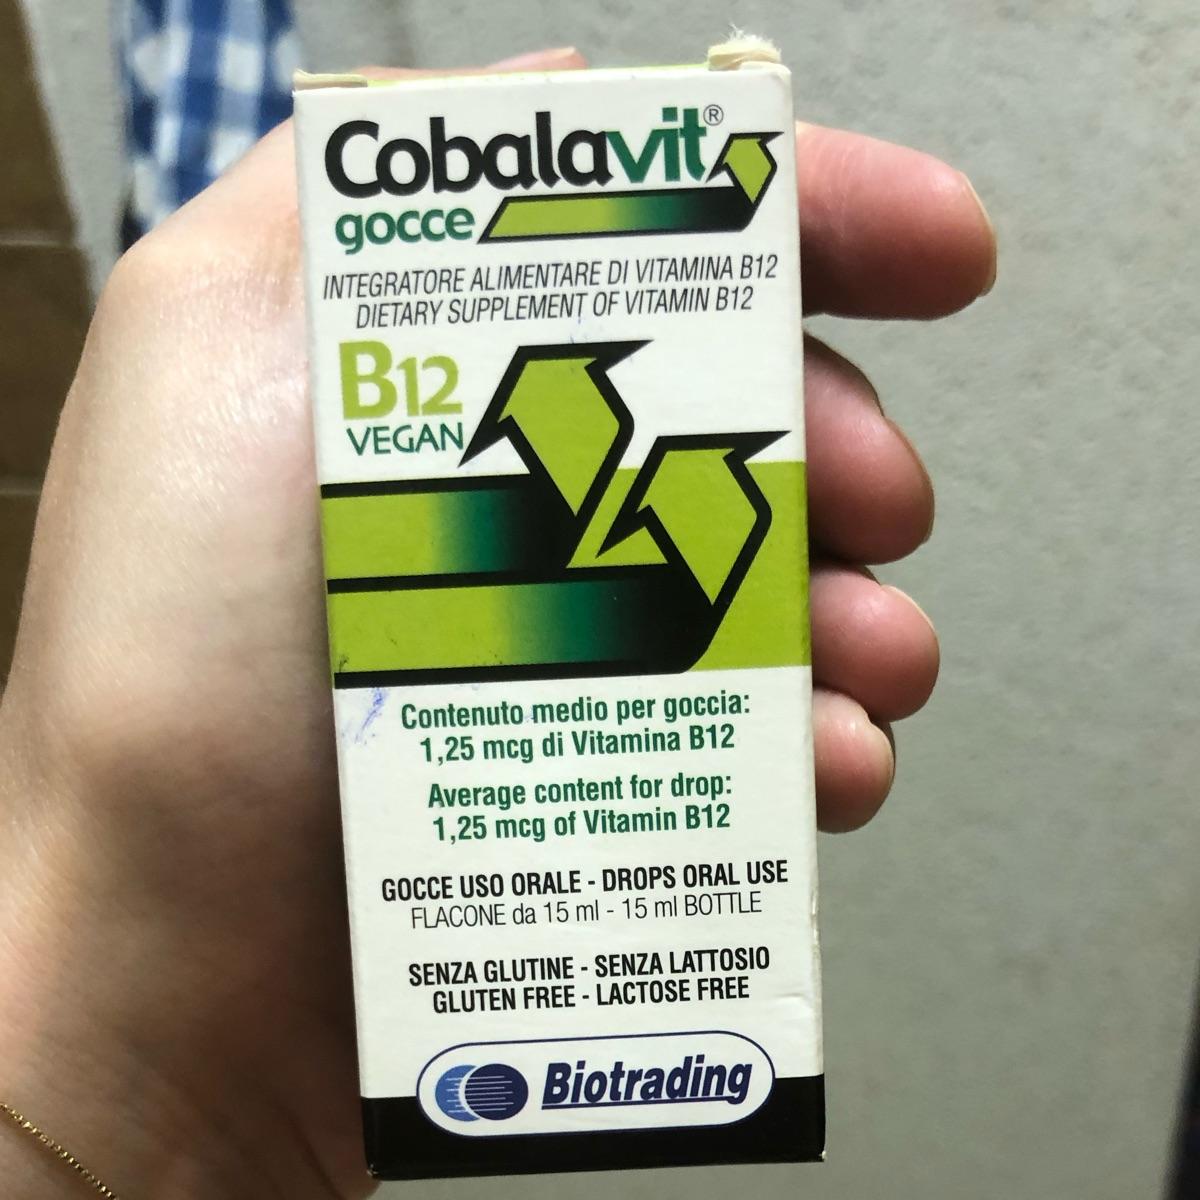 Cobalavit®
gocce
INTEGRATORE ALIMENTARE DI VITAMINA B12
DIETARY SUPPLEMENT OF VITAMIN B12
B12
VEGAN
Contenuto medio per goccia:
1,25 mcg di Vitamina B12
Average content for drop:
1,25 mcg of Vitamin B12
GOCCE USO ORALE - DROPS ORAL USE
FLACONE da 15 ml - 15 ml BOTTLE
SENZA GLUTINE - SENZA LATTOSIO
GLUTEN FREE - LACTOSE FREE
Biotrading